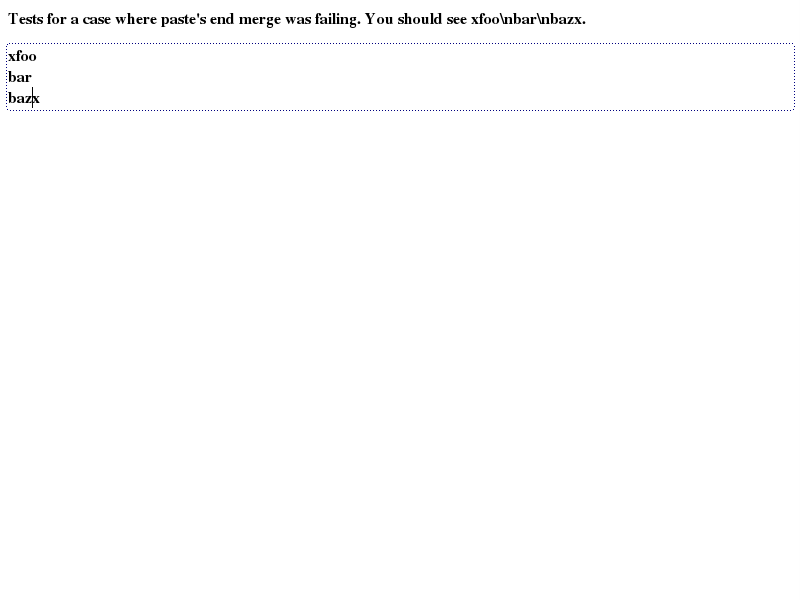 Tests for a case where paste's end merge was failing. You should see xfoo\nbar\nbazx.
xfoo
bar
bazx